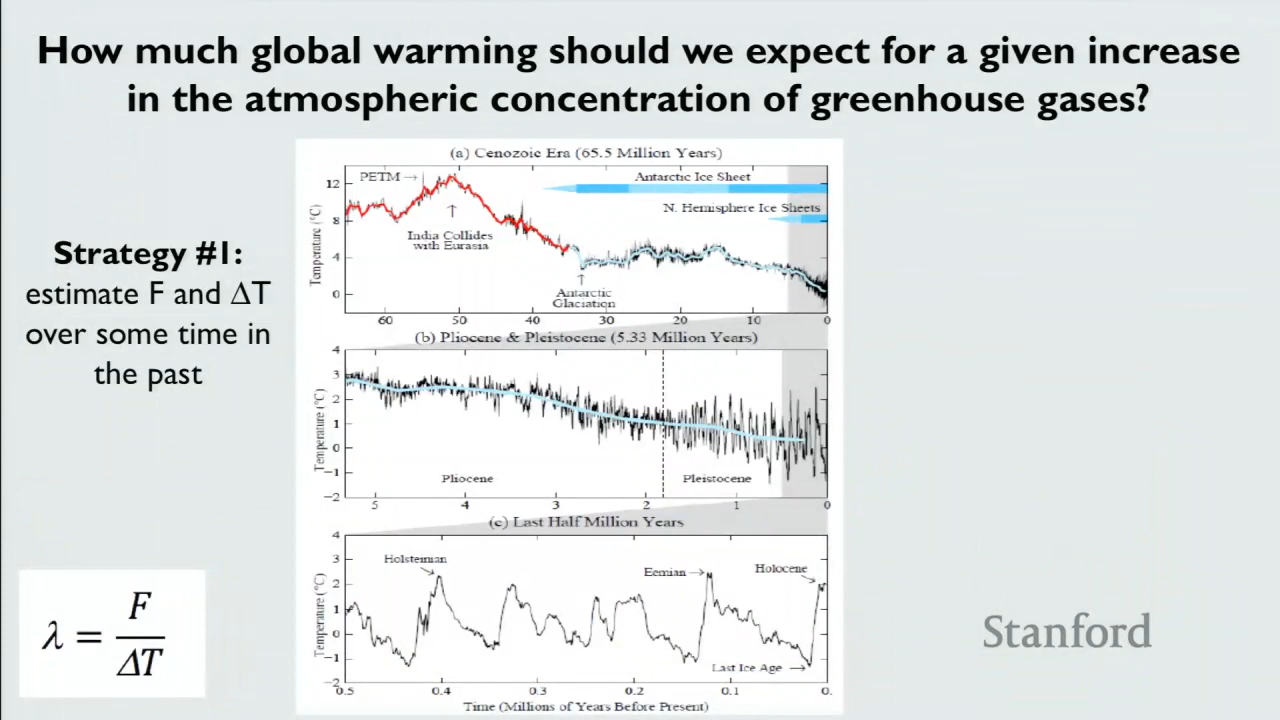 How much global warming should we expect for a given increase
in the atmospheric concentration of greenhouse gases?
Strategy #1:
estimate F and ΔT
over some time in
the past
λ = F / ΔT
(a) Cenozoic Era (65.5 Million Years)
PETM →
Antarctic Ice Sheet
N. Hemisphere Ice Sheets
India Collides
with Eurasia
Antarctic
Glaciation
Temperature (°C)
12
8
4
0
60 50 40 30 20 10 0
(b) Pliocene & Pleistocene (5.33 Million Years)
Temperature (°C)
4
3
2
1
0
−1
−2
Pliocene
Pleistocene
5 4 3 2 1 0
(c) Last Half Million Years
Temperature (°C)
4
3
2
1
0
−1
−2
Holsteinian
Eemian →
Holocene
Last Ice Age →
0.5 0.4 0.3 0.2 0.1 0.
Time (Millions of Years Before Present)
Stanford